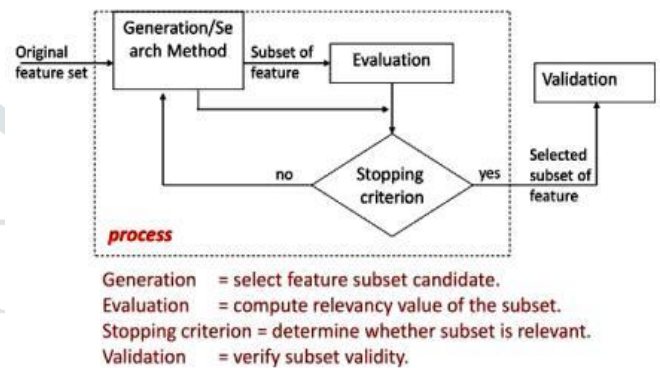 Generation/Se
arch Method
Original
feature set
Subset of
feature
Evaluation
Validation
no
Stopping
criterion
yes
Selected
subset of
feature
process
Generation = select feature subset candidate.
Evaluation = compute relevancy value of the subset.
Stopping criterion = determine whether subset is relevant.
Validation = verify subset validity.